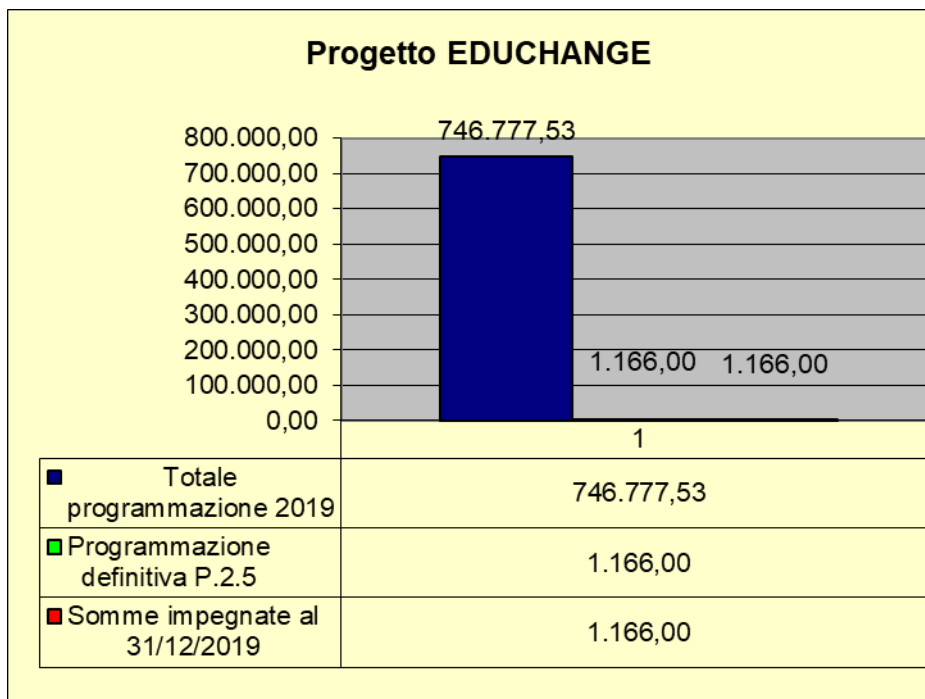 Progetto EDUCHANGE
746.777,53
800.000,00
700.000,00
600.000,00
500.000,00
400.000,00
300.000,00
200.000,00
100.000,00
0,00
1.166,00 1.166,00
1
Totale
programmazione 2019
746.777,53
Programmazione
definitiva P.2.5
1.166,00
Somme impegnate al
31/12/2019
1.166,00